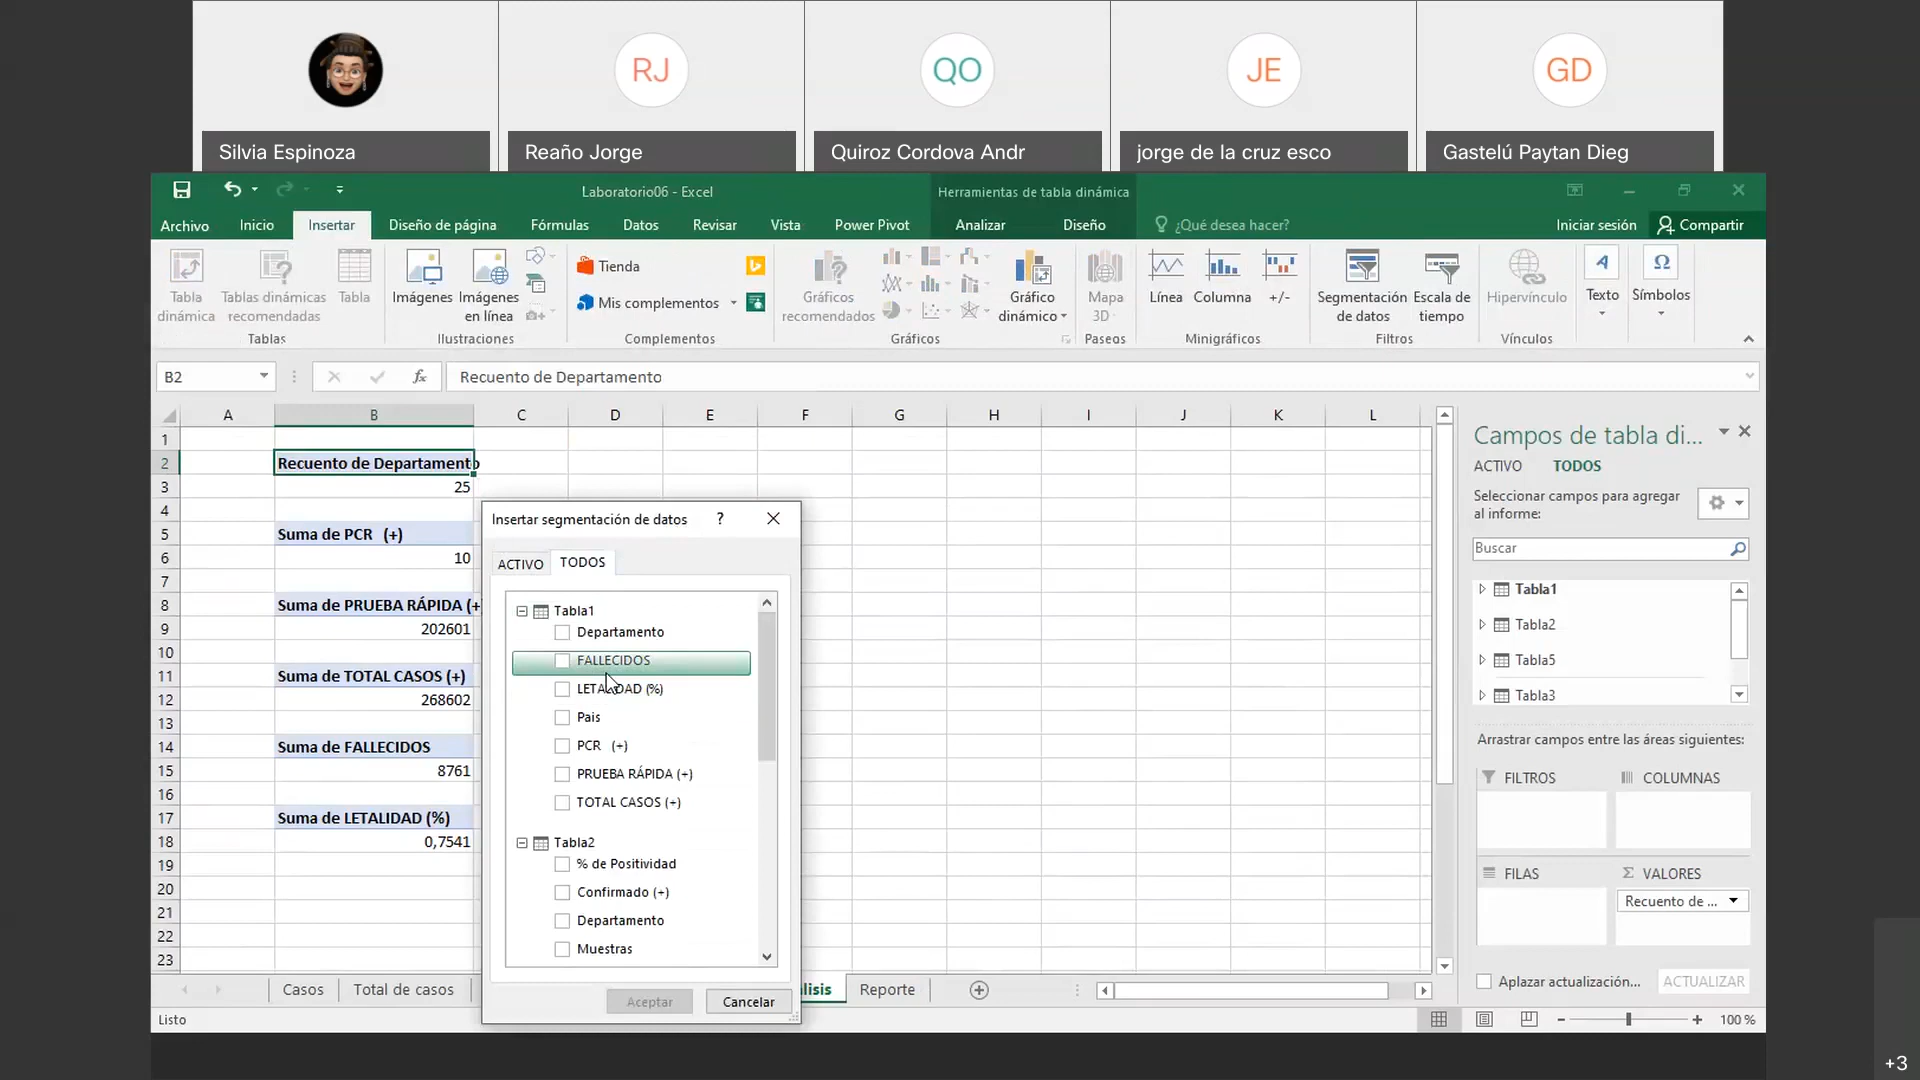 RJ
QO
JE
GD
Silvia Espinoza
Reaño Jorge
Quiroz Cordova Andr
jorge de la cruz esco
Gastelú Paytan Dieg
Laboratorio06 - Excel
Herramientas de tabla dinámica
Archivo
Inicio
Insertar
Diseño de página
Fórmulas
Datos
Revisar
Vista
Power Pivot
Analizar
Diseño
¿Qué desea hacer?
Iniciar sesión
Compartir
Tabla dinámica
Tablas dinámicas recomendadas
Tabla
Tablas
Imágenes
Imágenes en línea
Ilustraciones
Tienda
Mis complementos
Complementos
Gráficos recomendados
Gráfico dinámico
Gráficos
Mapa 3D
Paseos
Línea
Columna
+/-
Minigráficos
Segmentación de datos
Escala de tiempo
Filtros
Hipervínculo
Vínculos
Texto
Símbolos
B2
fx
Recuento de Departamento
A B C D E F G H I J K L
1
2 Recuento de Departamento
3 25
4
5 Suma de PCR (+)
6 10
7
8 Suma de PRUEBA RÁPIDA (+
9 202601
10
11 Suma de TOTAL CASOS (+)
12 268602
13
14 Suma de FALLECIDOS
15 8761
16
17 Suma de LETALIDAD (%)
18 0,7541
19
20
21
22
23
Insertar segmentación de datos
?
ACTIVO
TODOS
Tabla1
Departamento
FALLECIDOS
LETALIDAD (%)
Pais
PCR (+)
PRUEBA RÁPIDA (+)
TOTAL CASOS (+)
Tabla2
% de Positividad
Confirmado (+)
Departamento
Muestras
Aceptar
Cancelar
Campos de tabla di...
ACTIVO
TODOS
Seleccionar campos para agregar
al informe:
Buscar
Tabla1
Tabla2
Tabla5
Tabla3
Arrastrar campos entre las áreas siguientes:
FILTROS
COLUMNAS
FILAS
Σ VALORES
Recuento de ...
Aplazar actualización...
ACTUALIZAR
Casos
Total de casos
lisis
Reporte
Listo
100 %
+3